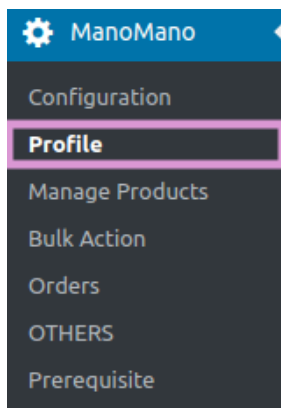 ManoMano
Configuration
Profile
Manage Products
Bulk Action
Orders
OTHERS
Prerequisite